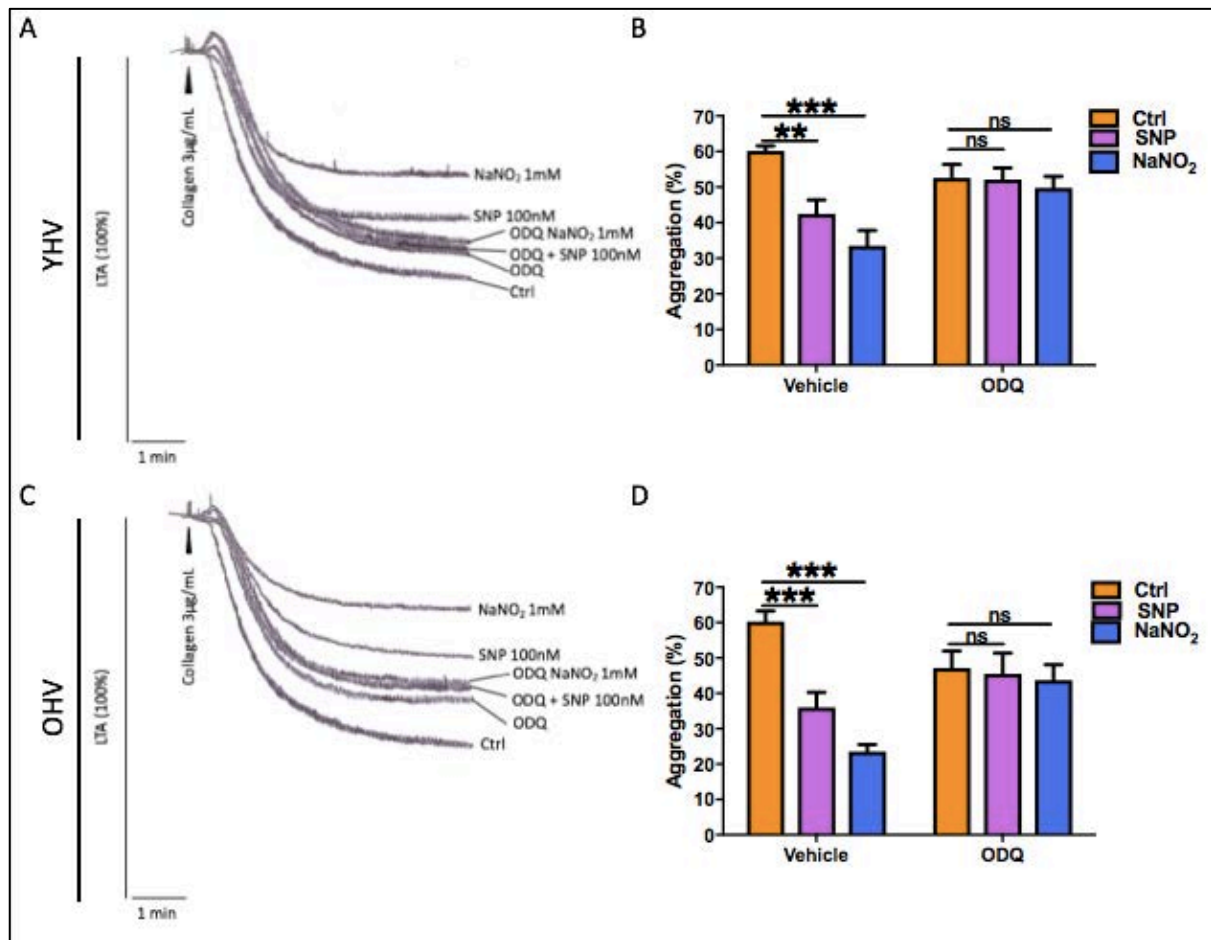 A
YHV
LTA (100%)
Collagen 3µg/mL
NaNO₂ 1mM
SNP 100nM
ODQ NaNO₂ 1mM
ODQ + SNP 100nM
ODQ
Ctrl
1 min
B
Aggregation (%)
70
60
50
40
30
20
10
0
***
**
ns
ns
Vehicle
ODQ
Ctrl
SNP
NaNO₂
C
OHV
LTA (100%)
Collagen 3µg/mL
NaNO₂ 1mM
SNP 100nM
ODQ NaNO₂ 1mM
ODQ + SNP 100nM
ODQ
Ctrl
1 min
D
Aggregation (%)
70
60
50
40
30
20
10
0
***
***
ns
ns
Vehicle
ODQ
Ctrl
SNP
NaNO₂